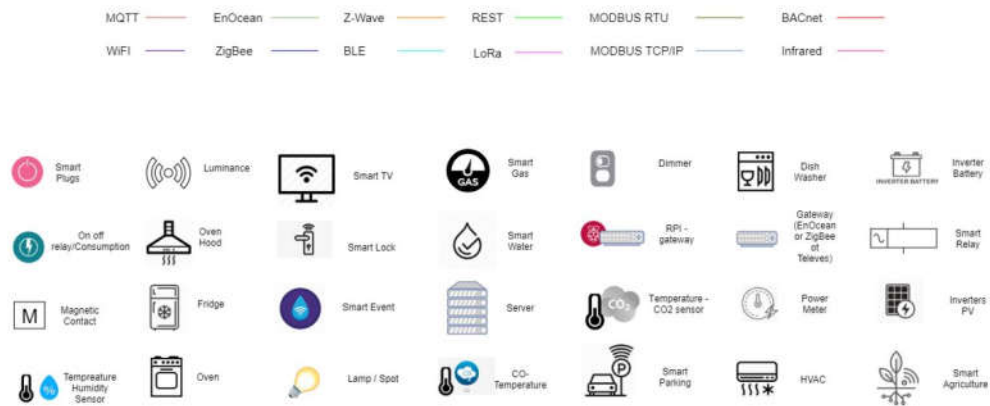 MQTT EnOcean Z-Wave REST MODBUS RTU BACnet
WiFI ZigBee BLE LoRa MODBUS TCP/IP Infrared
Smart
Plugs
Luminance
Smart TV
GAS
Smart
Gas
Dimmer
Dish
Washer
INVERTER BATTERY
Inverter
Battery
On off
relay/Consumption
Oven
Hood
Smart Lock
Smart
Water
RPI -
gateway
Gateway
(EnOcean
or ZigBee
ot
Televes)
Smart
Relay
M
Magnetic
Contact
Fridge
Smart Event
Server
CO2
Temperature -
CO2 sensor
Power
Meter
Inverters
PV
%
Tempreature
Humidity
Sensor
Oven
Lamp / Spot
CO-
Temperature
P
Smart
Parking
HVAC
Smart
Agriculture